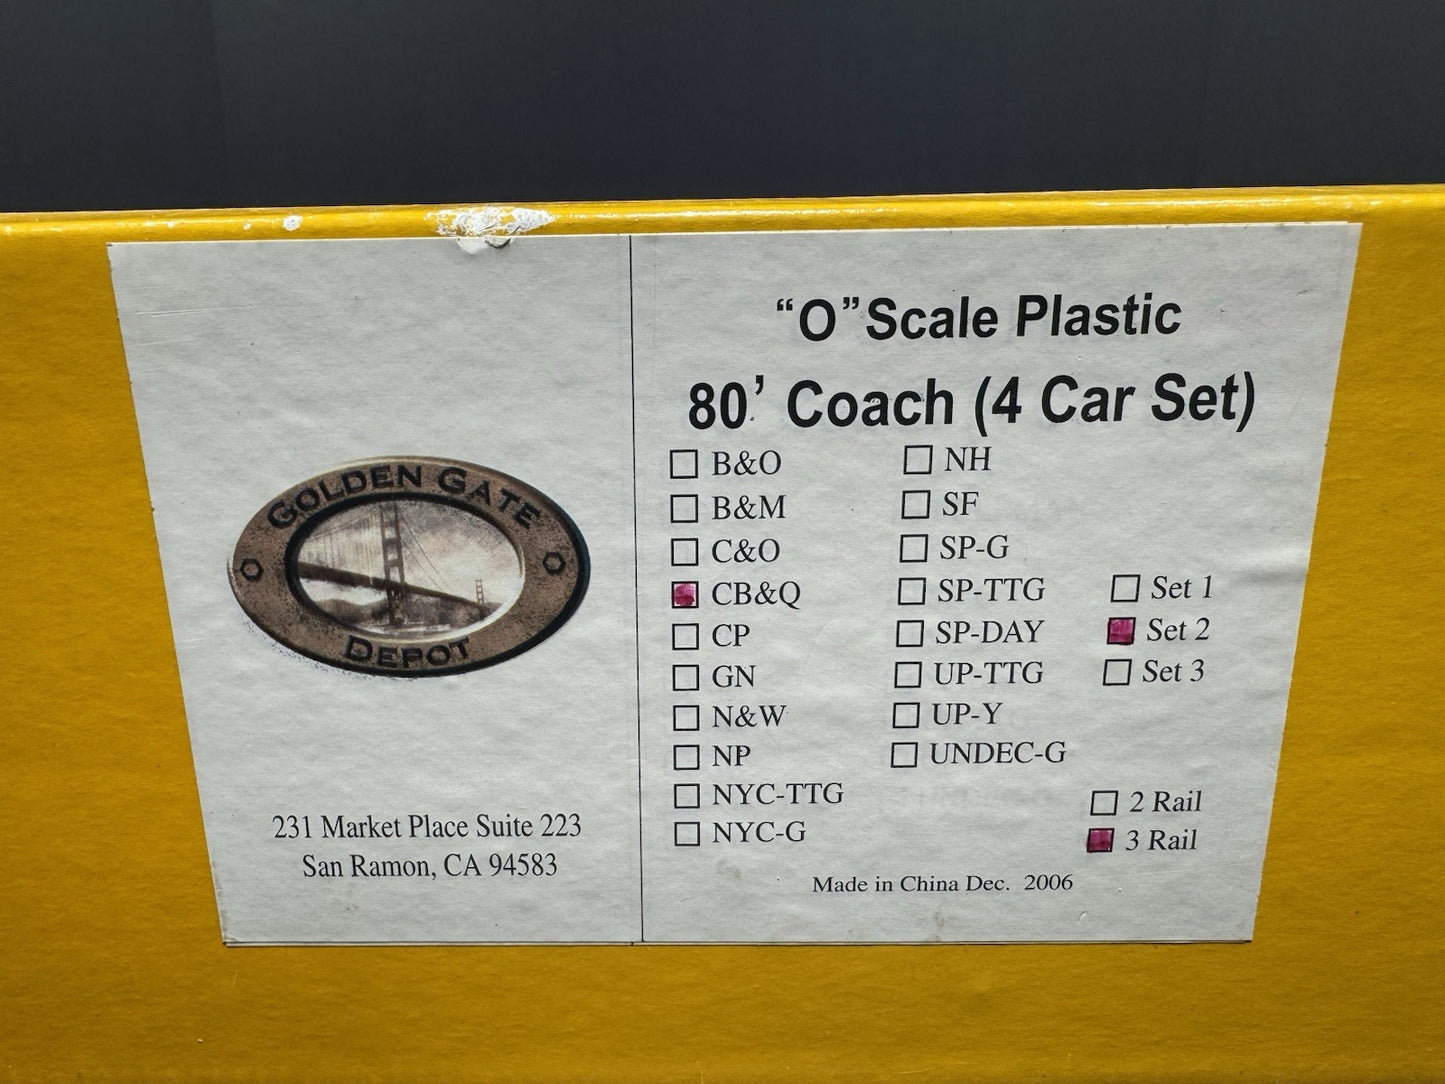 GOLDEN GATE
DEPOT
231 Market Place Suite 223
San Ramon, CA 94583
“O”Scale Plastic
80’ Coach (4 Car Set)
B&O
B&M
C&O
CB&Q
CP
GN
N&W
NP
NYC-TTG
NYC-G
NH
SF
SP-G
SP-TTG
SP-DAY
UP-TTG
UP-Y
UNDEC-G
Set 1
Set 2
Set 3
2 Rail
3 Rail
Made in China Dec. 2006